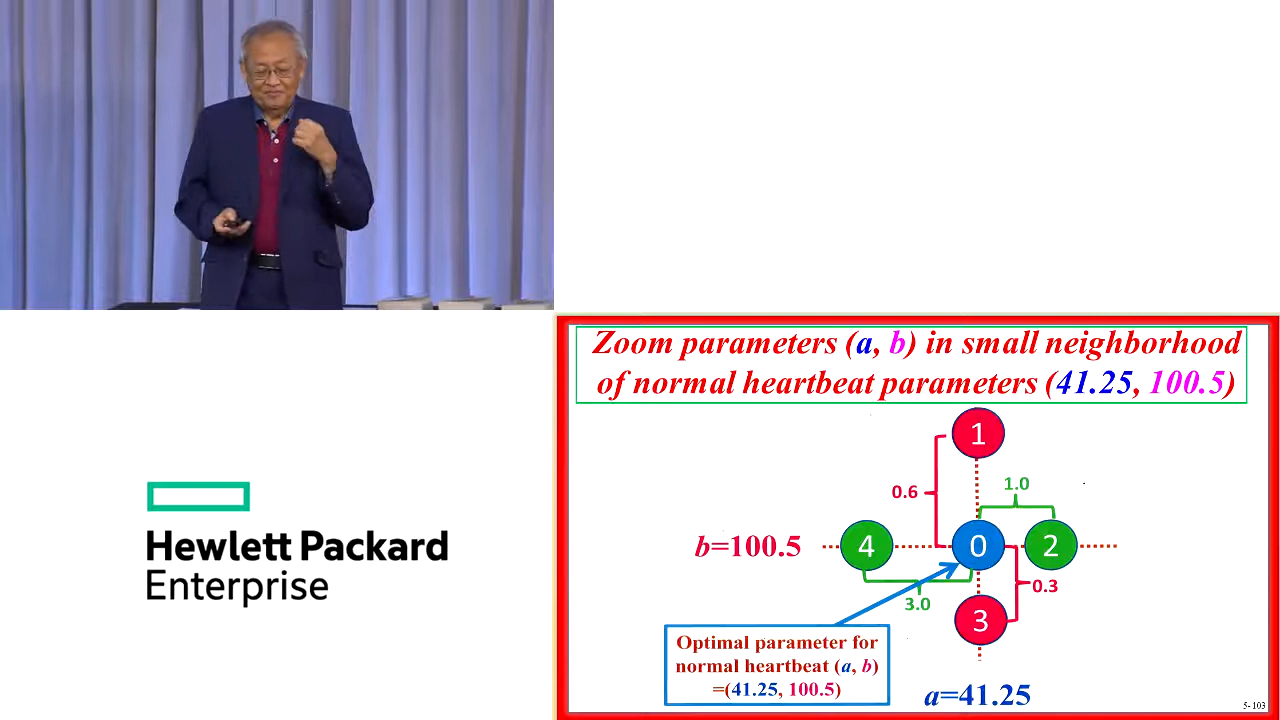 Zoom parameters (a, b) in small neighborhood
of normal heartbeat parameters (41.25, 100.5)
1
0.6
1.0
b=100.5
4
0
2
0.3
3.0
3
Optimal parameter for
normal heartbeat (a, b)
=(41.25, 100.5)
a=41.25
5-103
Hewlett Packard
Enterprise